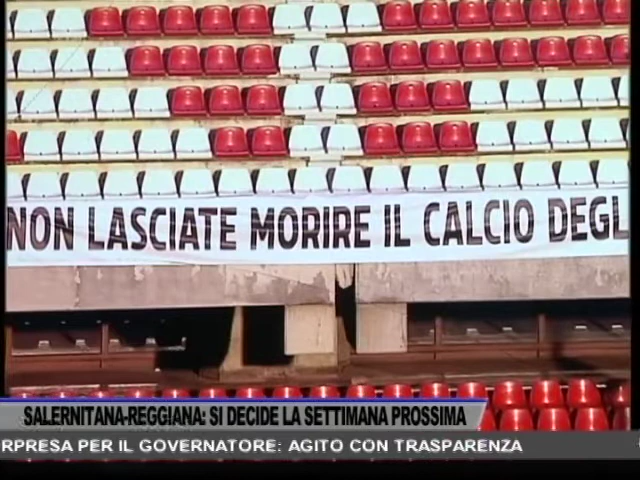 NON LASCIATE MORIRE IL CALCIO DEGL
SALERNITANA-REGGIANA: SI DECIDE LA SETTIMANA PROSSIMA
RPRESA PER IL GOVERNATORE: AGITO CON TRASPARENZA